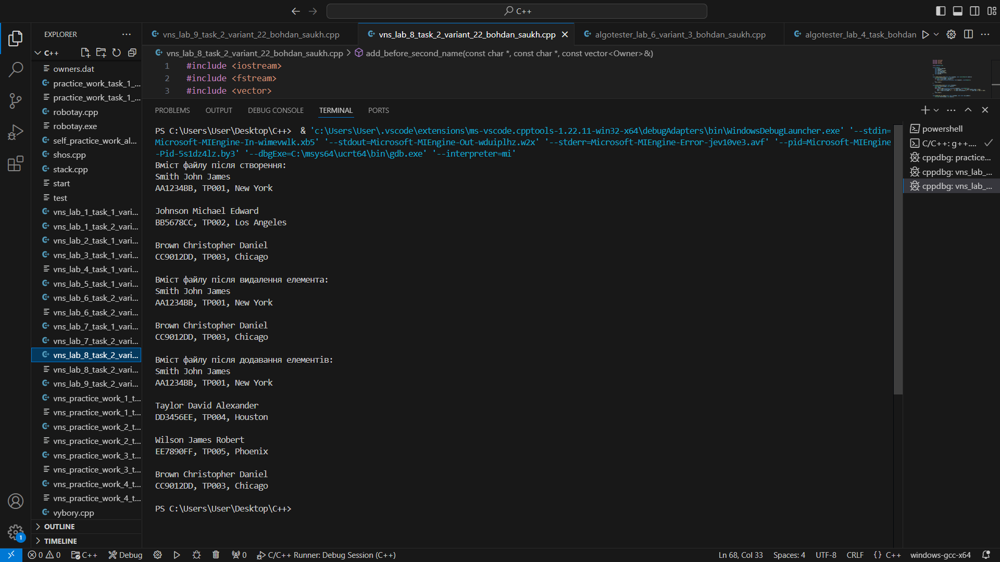 C++
EXPLORER
C++
owners.dat
practice_work_task_1_...
practice_work_task_1_...
robotay.cpp
robotay.exe
self_practice_work_al...
shos.cpp
stack.cpp
start
test
vns_lab_1_task_1_vari...
vns_lab_1_task_2_vari...
vns_lab_2_task_1_vari...
vns_lab_3_task_1_vari...
vns_lab_4_task_1_vari...
vns_lab_5_task_1_vari...
vns_lab_6_task_2_vari...
vns_lab_6_task_2_vari...
vns_lab_7_task_1_vari...
vns_lab_7_task_2_vari...
vns_lab_8_task_2_vari...
vns_lab_8_task_2_vari...
vns_lab_9_task_2_vari...
vns_practice_work_1_t...
vns_practice_work_1_t...
vns_practice_work_2_t...
vns_practice_work_2_t...
vns_practice_work_3_t...
vns_practice_work_3_t...
vns_practice_work_4_t...
vns_practice_work_4_t...
vybory.cpp
OUTLINE
TIMELINE
1
vns_lab_9_task_2_variant_22_bohdan_saukh.cpp vns_lab_8_task_2_variant_22_bohdan_saukh.cpp algotester_lab_6_variant_3_bohdan_saukh.cpp algotester_lab_4_task_bohdan
vns_lab_8_task_2_variant_22_bohdan_saukh.cpp > add_before_second_name(const char *, const char *, const vector<Owner>&)
1 #include <iostream>
2 #include <fstream>
3 #include <vector>
PROBLEMS OUTPUT DEBUG CONSOLE TERMINAL PORTS
PS C:\Users\User\Desktop\C++>  & 'c:\Users\User\.vscode\extensions\ms-vscode.cpptools-1.22.11-win32-x64\debugAdapters\bin\WindowsDebugLauncher.exe' '--stdin=
Microsoft-MIEngine-In-wimevwlk.xb5' '--stdout=Microsoft-MIEngine-Out-wduiplhz.w2x' '--stderr=Microsoft-MIEngine-Error-jev10ve3.avf' '--pid=Microsoft-MIEngine
-Pid-5s1dz4lz.by3' '--dbgExe=C:\msys64\ucrt64\bin\gdb.exe' '--interpreter=mi'
Вміст файлу після створення:
Smith John James
AA1234BB, TP001, New York
Johnson Michael Edward
BB5678CC, TP002, Los Angeles
Brown Christopher Daniel
CC9012DD, TP003, Chicago
Вміст файлу після видалення елемента:
Smith John James
AA1234BB, TP001, New York
Brown Christopher Daniel
CC9012DD, TP003, Chicago
Вміст файлу після додавання елементів:
Smith John James
AA1234BB, TP001, New York
Taylor David Alexander
DD3456EE, TP004, Houston
Wilson James Robert
EE7890FF, TP005, Phoenix
Brown Christopher Daniel
CC9012DD, TP003, Chicago
PS C:\Users\User\Desktop\C++>
powershell
C/C++: g++....
cppdbg: practice...
cppdbg: vns_lab_...
cppdbg: vns_lab_...
0 0 C++ Debug 0 C/C++ Runner: Debug Session (C++) Ln 68, Col 33 Spaces: 4 UTF-8 CRLF {} C++ windows-gcc-x64